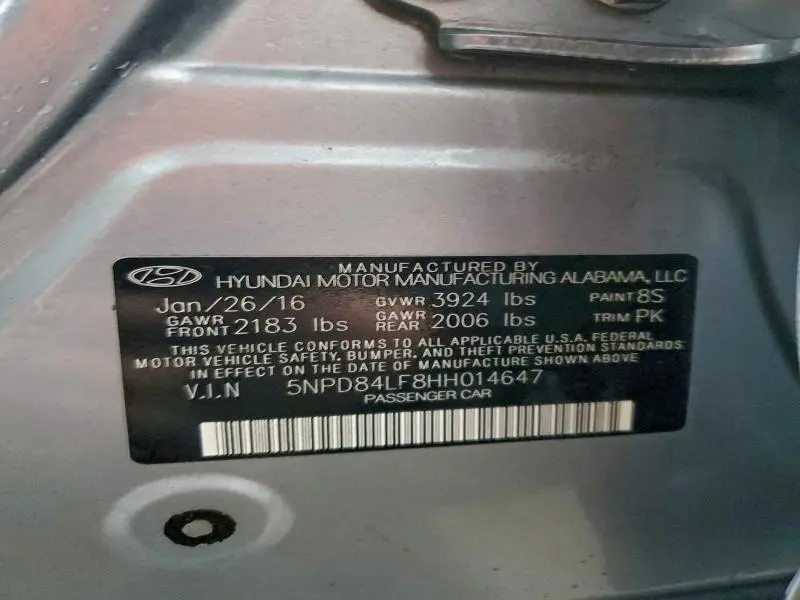 MANUFACTURED BY
HYUNDAI MOTOR MANUFACTURING ALABAMA, LLC
Jan/26/16 GVWR 3924 lbs PAINT 8S
GAWR FRONT 2183 lbs GAWR REAR 2006 lbs TRIM PK
THIS VEHICLE CONFORMS TO ALL APPLICABLE U.S.A. FEDERAL
MOTOR VEHICLE SAFETY, BUMPER, AND THEFT PREVENTION STANDARDS
IN EFFECT ON THE DATE OF MANUFACTURE SHOWN ABOVE
V.I.N 5NPD84LF8HH014647
PASSENGER CAR